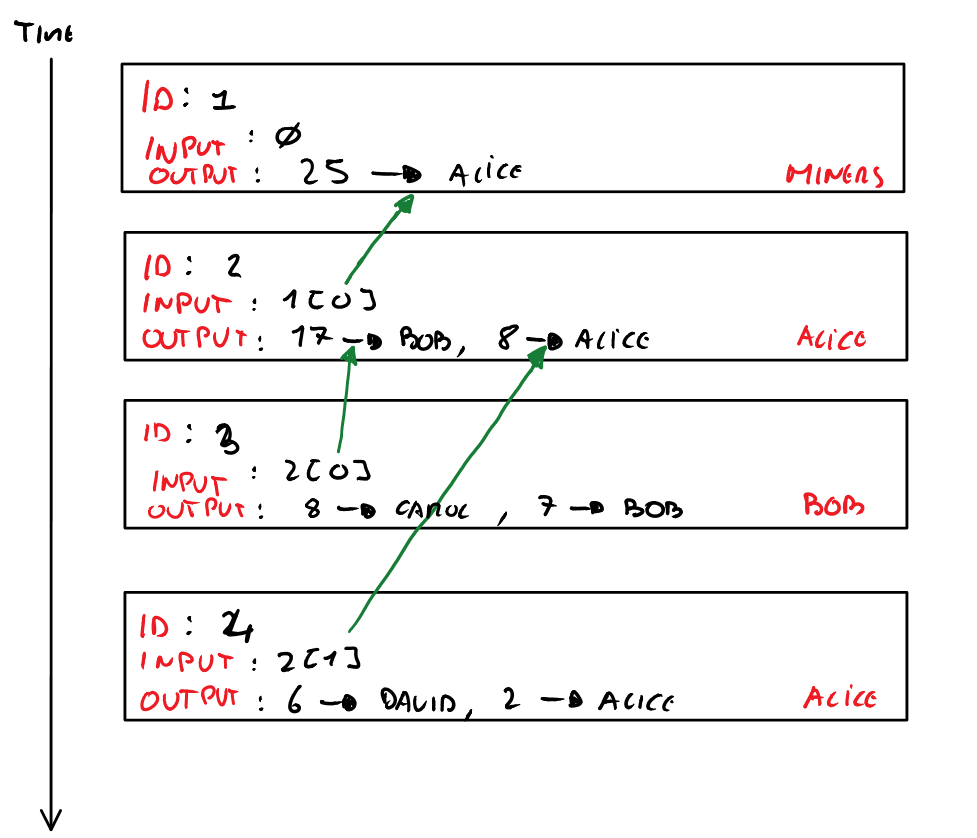 TIME
ID: 1
INPUT : Ø
OUTPUT : 25 → ALICE MINERS
ID: 2
INPUT : 1[0]
OUTPUT : 17 → BOB, 8 → ALICE ALICE
ID: 3
INPUT : 2[0]
OUTPUT : 8 → CAROL , 7 → BOB BOB
ID: 4
INPUT : 2[1]
OUTPUT : 6 → DAVID, 2 → ALICE ALICE